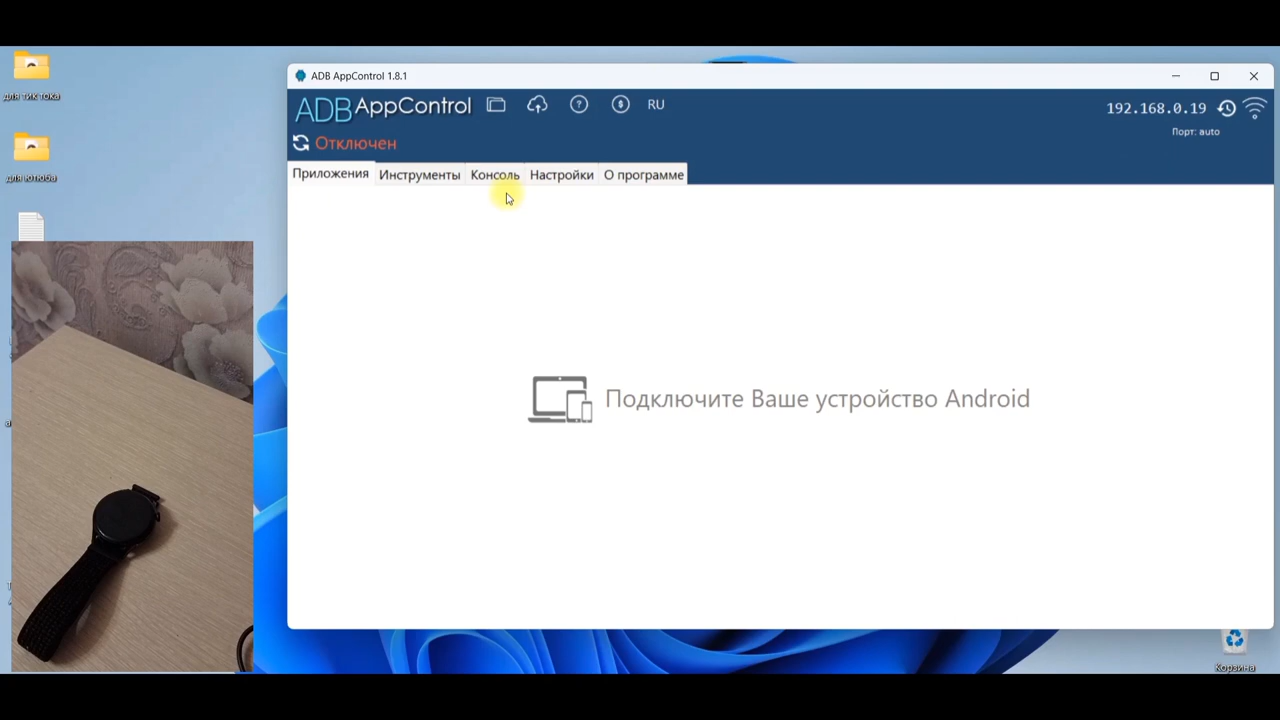 для тик тока
для ютюба
ADB AppControl 1.8.1
ADB AppControl
RU
192.168.0.19
Порт: auto
Отключен
Приложения
Инструменты
Консоль
Настройки
О программе
Подключите Ваше устройство Android
Корзина